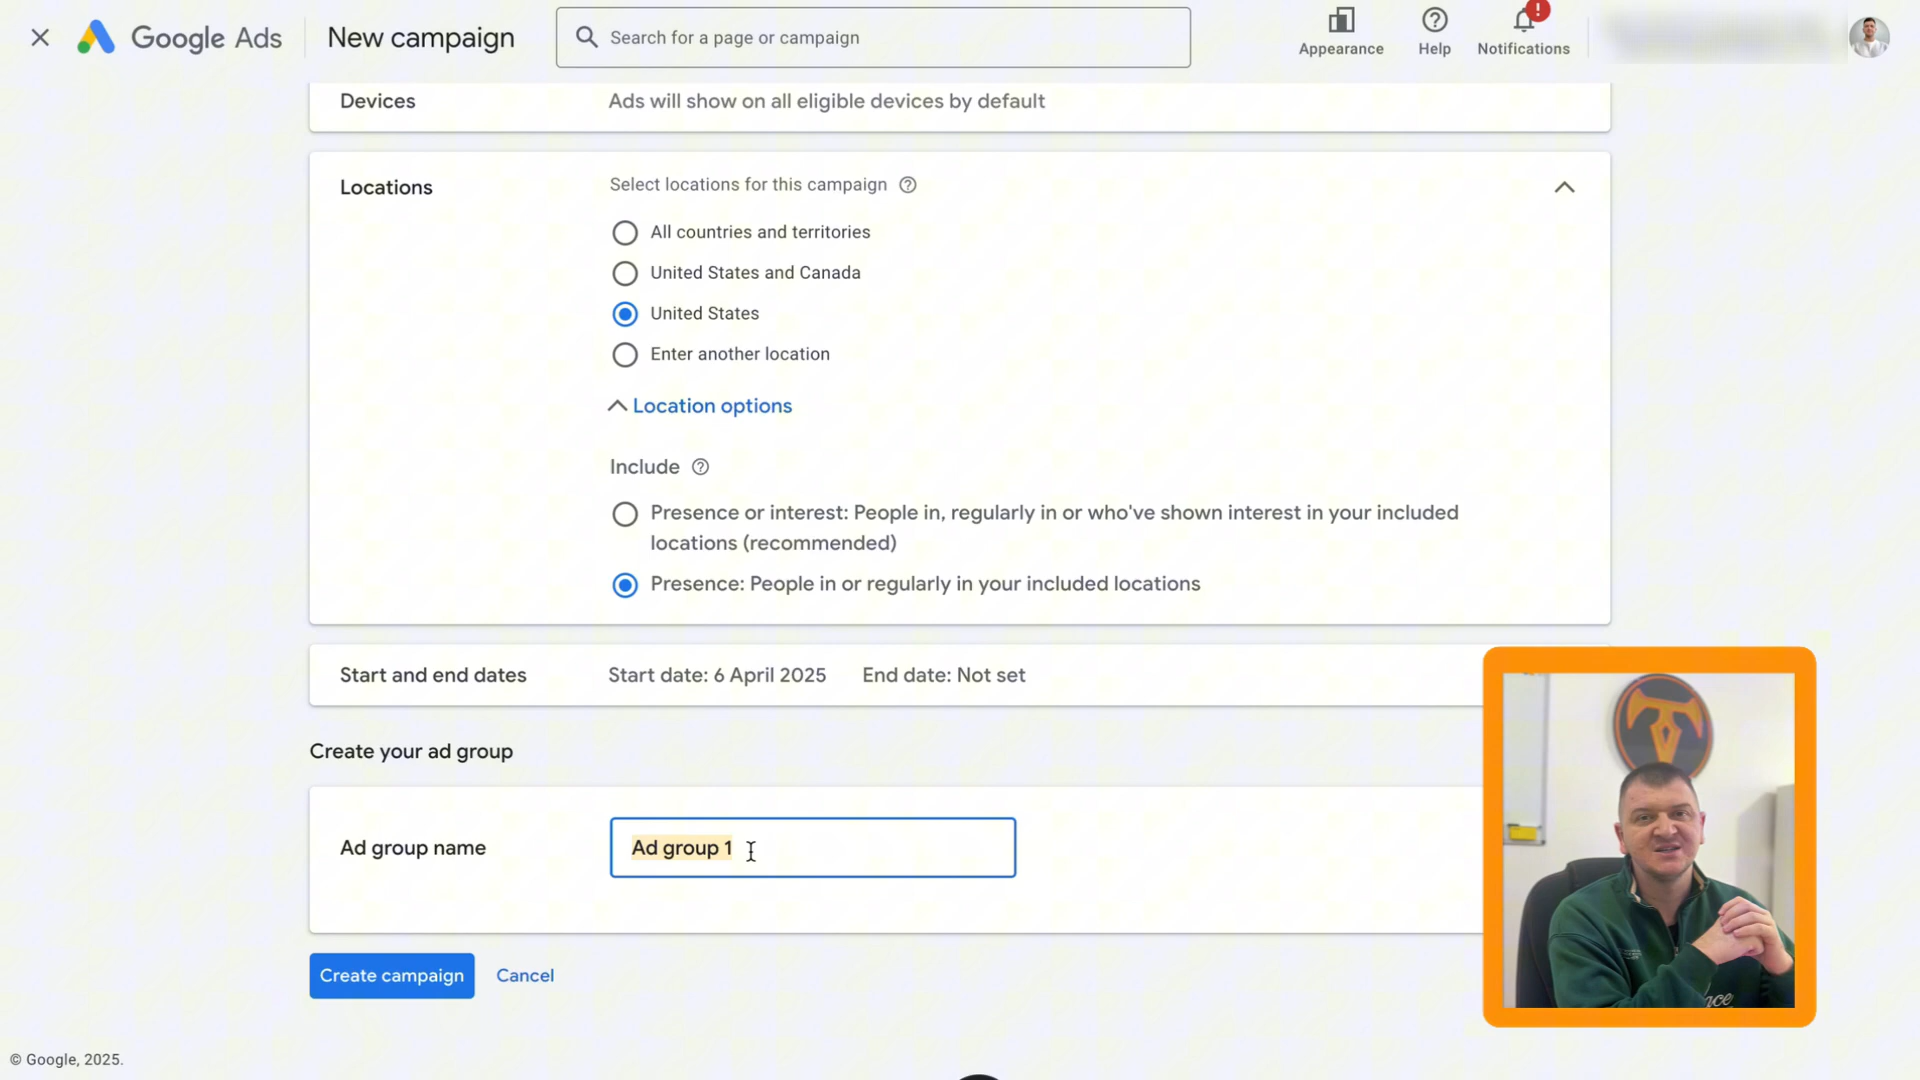 Google Ads
New campaign
Search for a page or campaign
Appearance
Help
Notifications
!
Devices
Ads will show on all eligible devices by default
Locations
Select locations for this campaign
All countries and territories
United States and Canada
United States
Enter another location
Location options
Include
Presence or interest: People in, regularly in or who've shown interest in your included
locations (recommended)
Presence: People in or regularly in your included locations
Start and end dates
Start date: 6 April 2025
End date: Not set
Create your ad group
Ad group name
Ad group 1
Create campaign
Cancel
© Google, 2025.